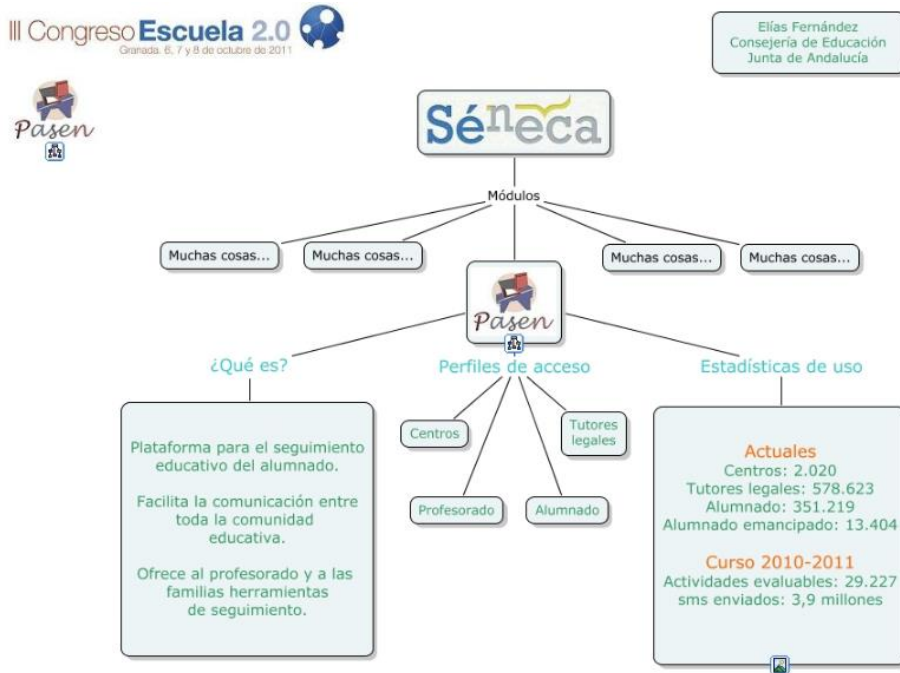 III Congreso Escuela 2.0
Granada. 6, 7 y 8 de octubre de 2011
Elías Fernández
Consejería de Educación
Junta de Andalucía
Pasen
Séneca
Módulos
Muchas cosas...
Muchas cosas...
Muchas cosas...
Muchas cosas...
Pasen
¿Qué es?
Perfiles de acceso
Estadísticas de uso
Plataforma para el seguimiento
educativo del alumnado.
Facilita la comunicación entre
toda la comunidad
educativa.
Ofrece al profesorado y a las
familias herramientas
de seguimiento.
Centros
Tutores
legales
Profesorado
Alumnado
Actuales
Centros: 2.020
Tutores legales: 578.623
Alumnado: 351.219
Alumnado emancipado: 13.404
Curso 2010-2011
Actividades evaluables: 29.227
sms enviados: 3,9 millones